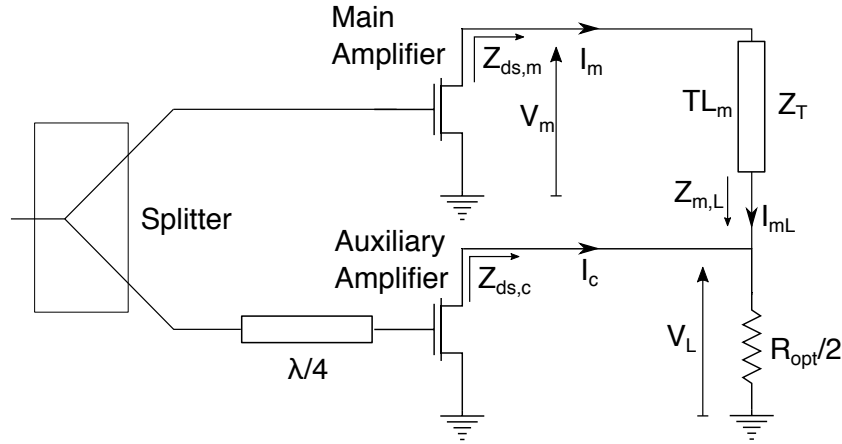 Main
Amplifier
Z_ds,m
I_m
V_m
TL_m
Z_T
Splitter
Z_m,L
I_mL
Auxiliary
Amplifier
Z_ds,c
I_c
V_L
R_opt/2
λ/4